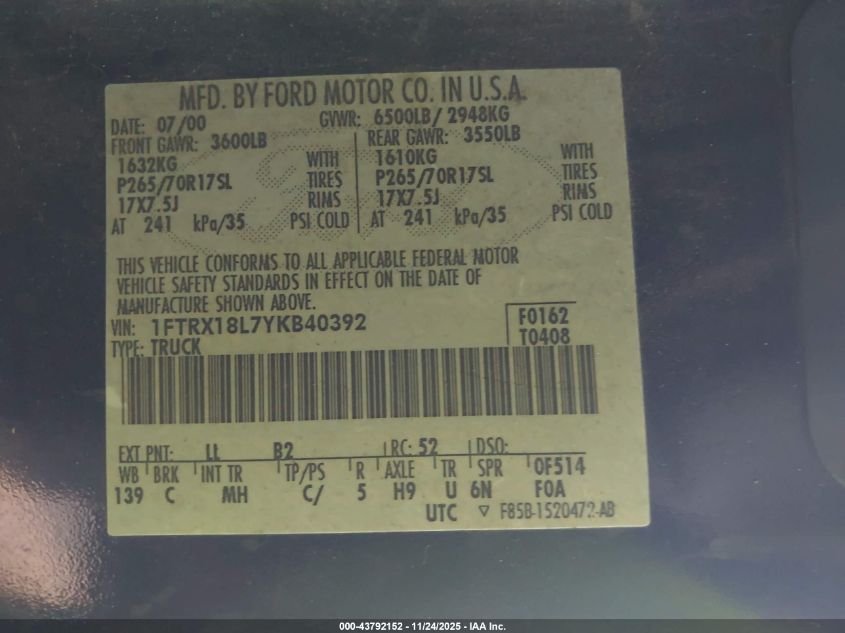 MFD. BY FORD MOTOR CO. IN U.S.A.
DATE: 07/00 GVWR: 6500LB/ 2948KG
FRONT GAWR: 3600LB REAR GAWR: 3550LB
1632KG WITH 1610KG WITH
P265/70R17SL TIRES P265/70R17SL TIRES
17X7.5J RIMS 17X7.5J RIMS
AT 241 kPa/35 PSI COLD AT 241 kPa/35 PSI COLD
THIS VEHICLE CONFORMS TO ALL APPLICABLE FEDERAL MOTOR
VEHICLE SAFETY STANDARDS IN EFFECT ON THE DATE OF
MANUFACTURE SHOWN ABOVE.
VIN: 1FTRX18L7YKB40392 F0162
TYPE: TRUCK T0408
EXT PNT: LL B2 RC: 52 DSO:
WB BRK INT TR TP/PS R AXLE TR SPR 0F514
139 C MH C/ 5 H9 U 6N F0A
UTC ▽ F85B-1520472-AB
000-43792152 - 11/24/2025 - IAA Inc.